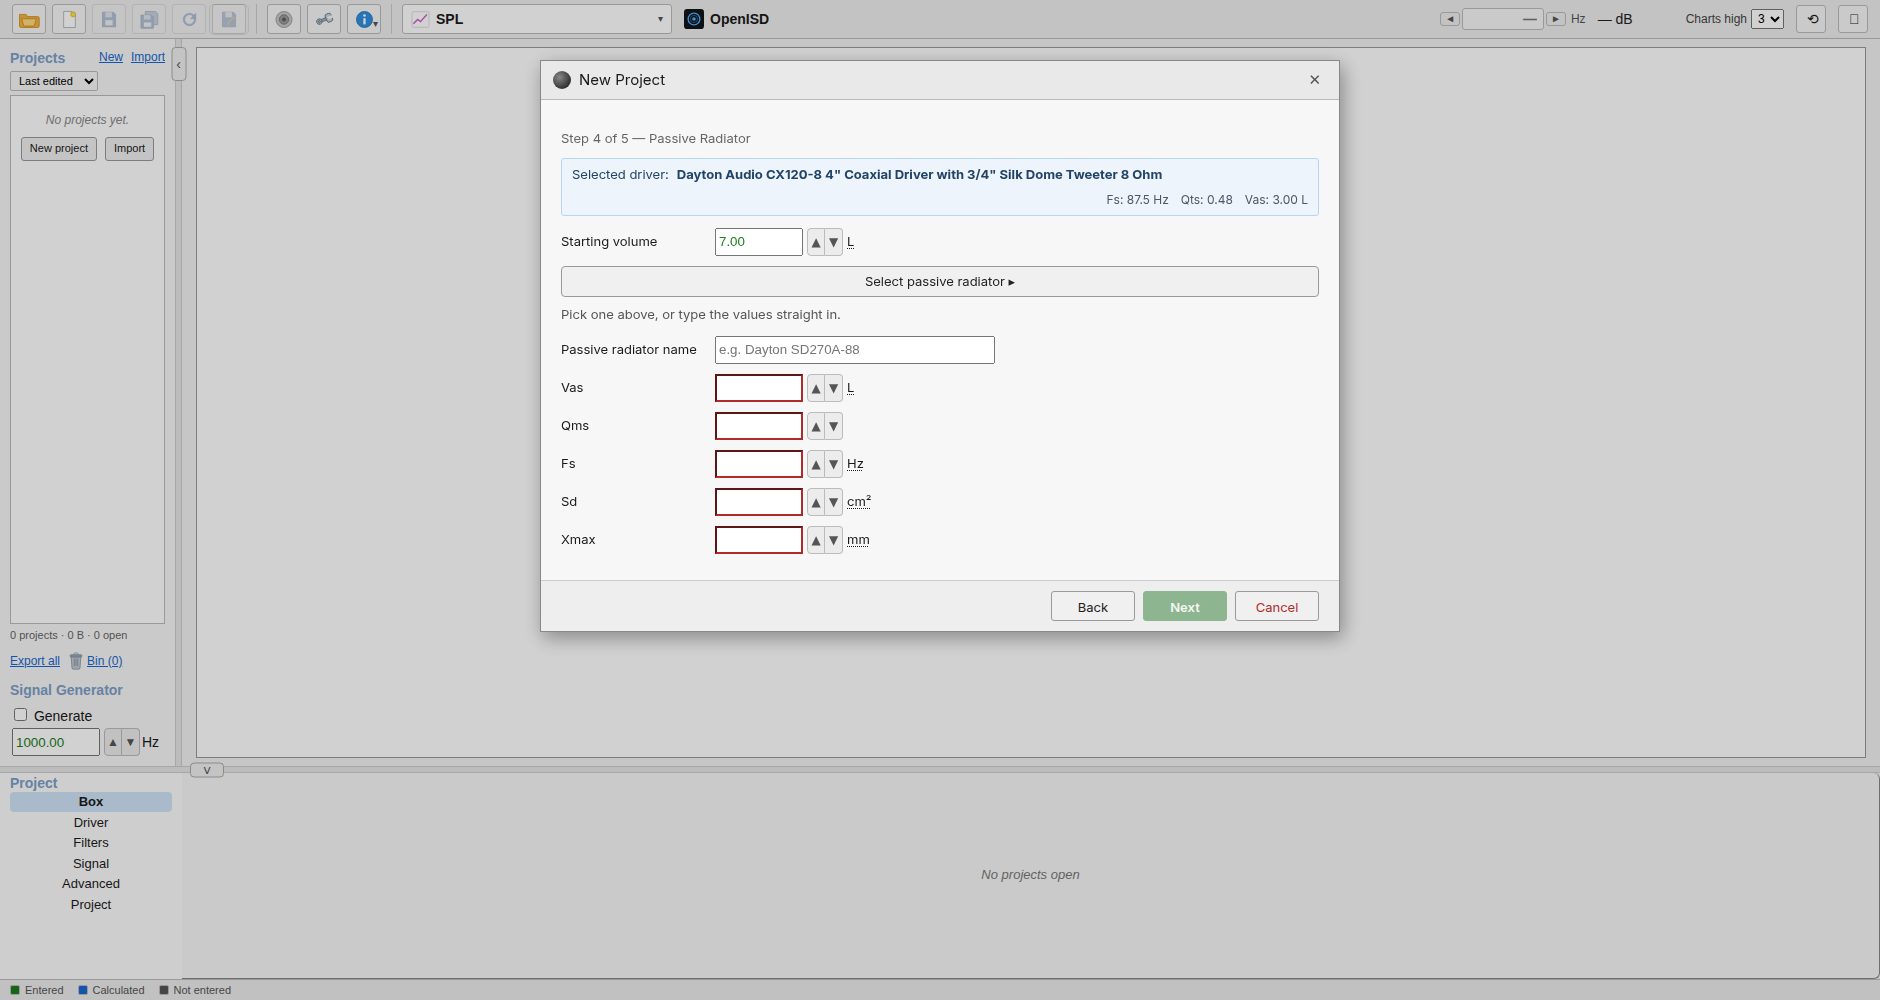 SPL
OpenISD
—
Hz
— dB
Charts high
3
Projects
New
Import
Last edited
No projects yet.
New project
Import
0 projects · 0 B · 0 open
Export all
Bin (0)
Signal Generator
Generate
1000.00
Hz
New Project
Step 4 of 5 — Passive Radiator
Selected driver: Dayton Audio CX120-8 4" Coaxial Driver with 3/4" Silk Dome Tweeter 8 Ohm
Fs: 87.5 Hz Qts: 0.48 Vas: 3.00 L
Starting volume
7.00
L
Select passive radiator ▸
Pick one above, or type the values straight in.
Passive radiator name
e.g. Dayton SD270A-88
Vas
L
Qms
Fs
Hz
Sd
cm²
Xmax
mm
Back
Next
Cancel
Project
Box
Driver
Filters
Signal
Advanced
Project
No projects open
Entered
Calculated
Not entered